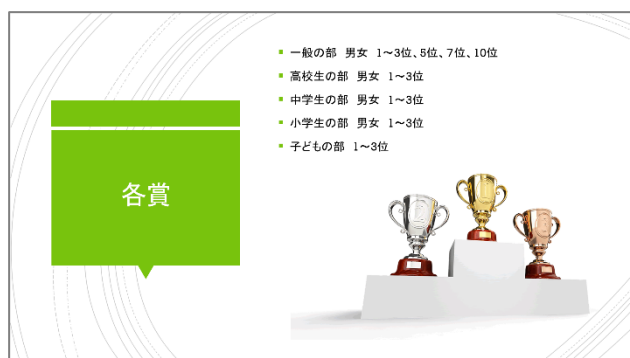 各賞
一般の部 男女 1～3位、5位、7位、10位
高校生の部 男女 1～3位
中学生の部 男女 1～3位
小学生の部 男女 1～3位
子どもの部 1～3位